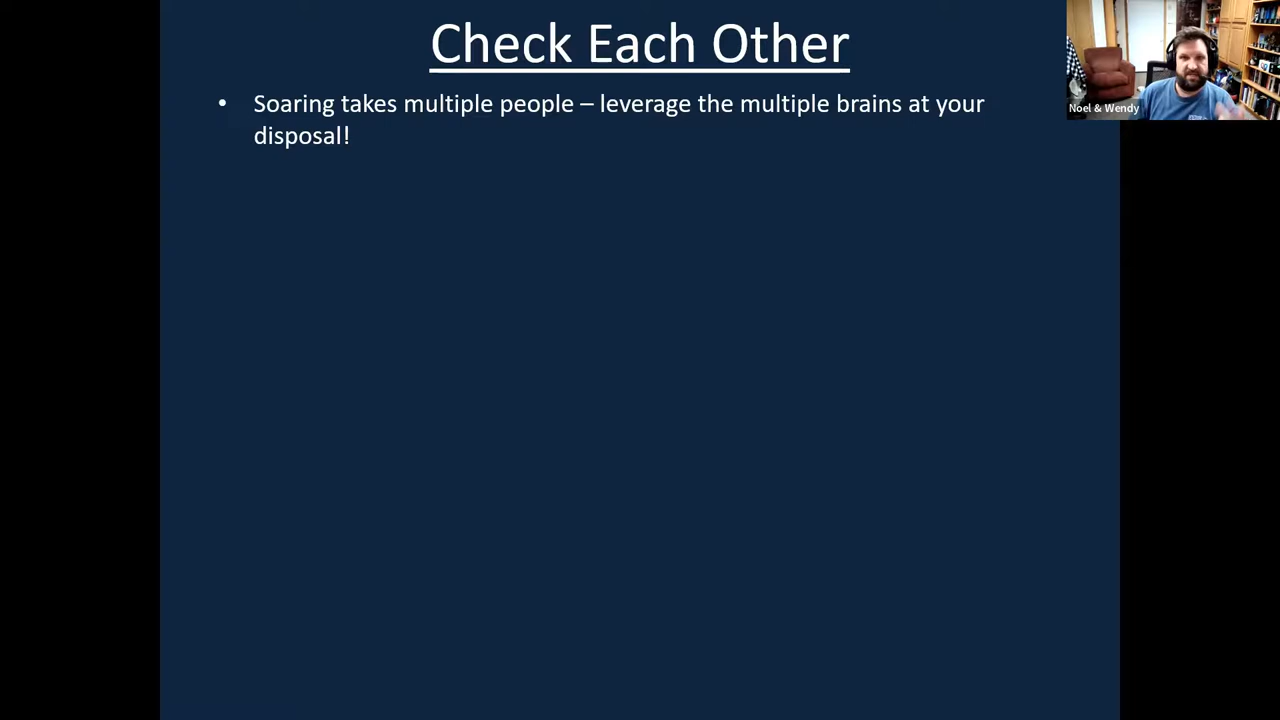 Check Each Other
• Soaring takes multiple people – leverage the multiple brains at your
disposal!
Noel & Wendy